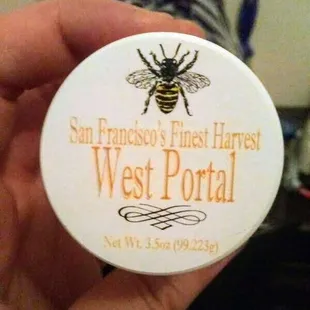 San Francisco's Finest Harvest
West Portal
Net Wt. 3.5oz (99.223g)